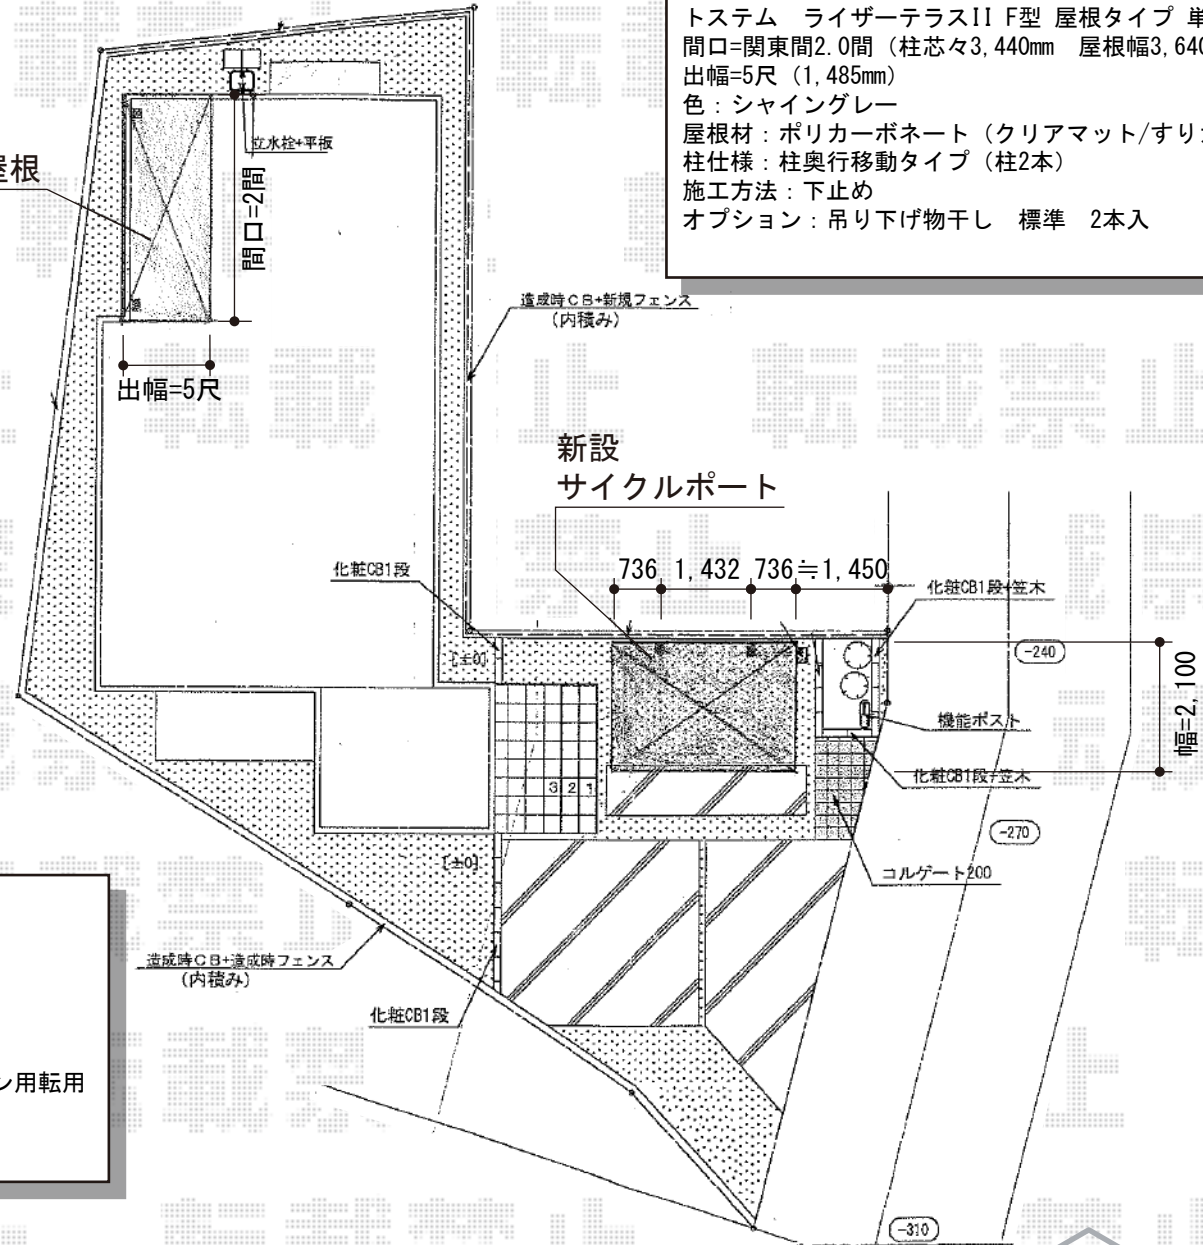 トステム　ライザーテラスII F型 屋根タイプ 単
間口=関東間2.0間（柱芯々3,440mm　屋根幅3,640
出幅=5尺（1,485mm）
色：シャイングレー
屋根材：ポリカーボネート（クリアマット/すり
柱仕様：柱奥行移動タイプ（柱2本）
施工方法：下止め
オプション：吊り下げ物干し　標準　2本入
屋根
立水栓+平板
間口=2間
出幅=5尺
造成時CB+新規フェンス
(内積み)
新設
サイクルポート
736 1,432 736 ≒1,450
化粧CB1段
化粧CB1段+笠木
[±0]
-240
幅=2,100
機能ポスト
化粧CB1段+笠木
3 2 1
-270
[±0]
コルゲート200
造成時CB+造成時フェンス
(内積み)
化粧CB1段
ン用転用
-310
転載禁止